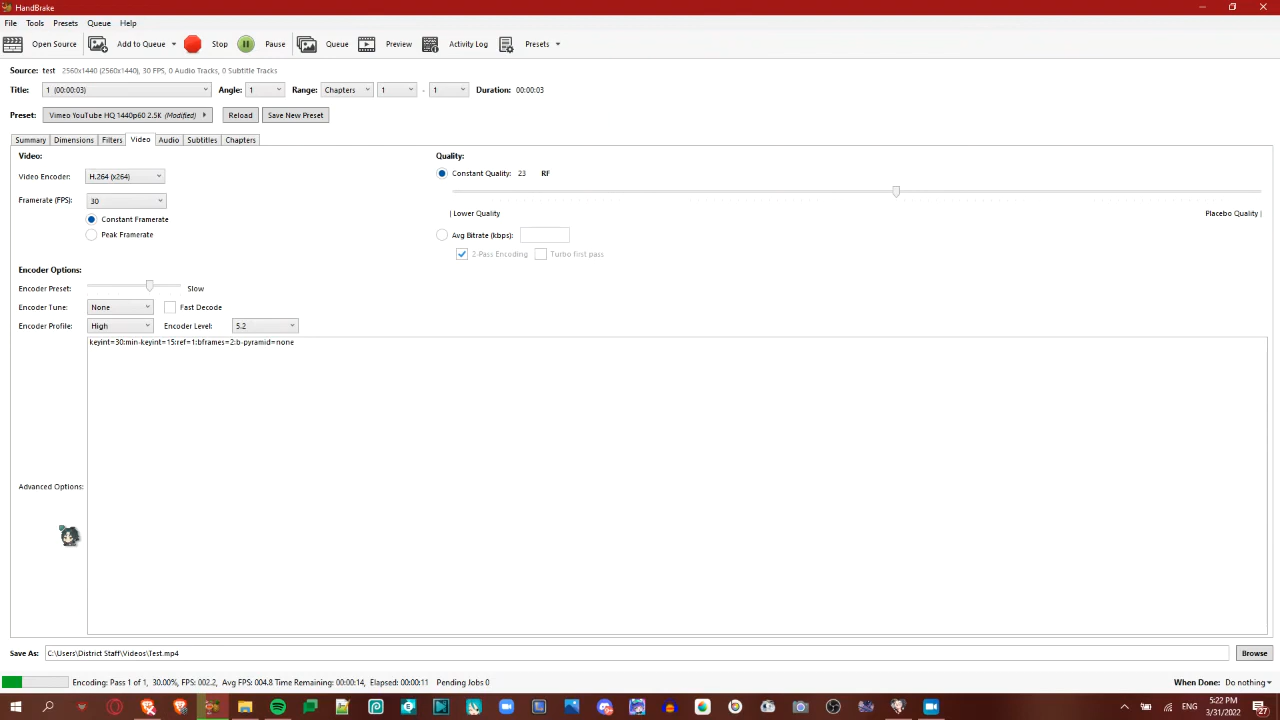 HandBrake
File Tools Presets Queue Help
Open Source Add to Queue Stop Pause Queue Preview Activity Log Presets
Source: test 2560x1440 (2560x1440), 30 FPS, 0 Audio Tracks, 0 Subtitle Tracks
Title: 1 (00:00:03) Angle: 1 Range: Chapters 1 - 1 Duration: 00:00:03
Preset: Vimeo YouTube HQ 1440p60 2.5K (Modified) Reload Save New Preset
Summary Dimensions Filters Video Audio Subtitles Chapters
Video: Quality:
Video Encoder: H.264 (x264) Constant Quality: 23 RF
Framerate (FPS): 30
Constant Framerate | Lower Quality Placebo Quality |
Peak Framerate Avg Bitrate (kbps):
2-Pass Encoding Turbo first pass
Encoder Options:
Encoder Preset: Slow
Encoder Tune: None Fast Decode
Encoder Profile: High Encoder Level: 5.2
keyint=30:min-keyint=15:ref=1:bframes=2:b-pyramid=none
Advanced Options:
Save As: C:\Users\District Staff\Videos\Test.mp4 Browse
Encoding: Pass 1 of 1, 30.00%, FPS: 002.2, Avg FPS: 004.8 Time Remaining: 00:00:14, Elapsed: 00:00:11 Pending Jobs 0 When Done: Do nothing
ENG 5:22 PM
3/31/2022 27